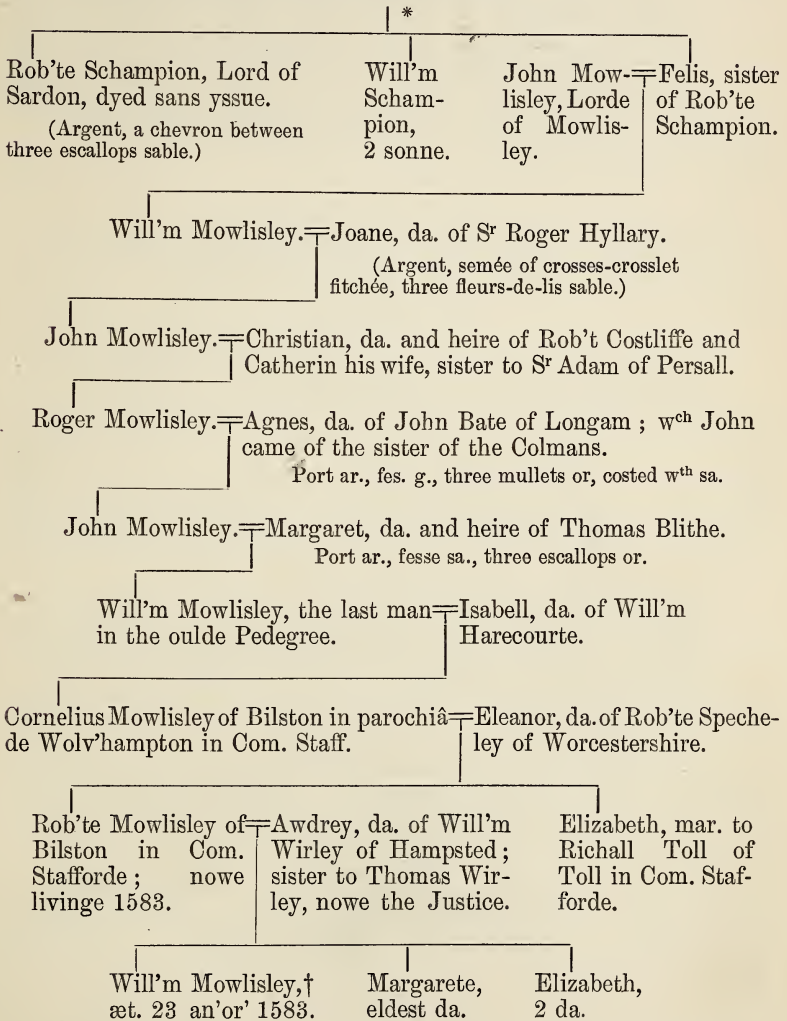 *
Rob'te Schampion, Lord of
Sardon, dyed sans yssue.
(Argent, a chevron between
three escallops sable.)
Will'm
Scham-
pion,
2 sonne.
John Mow-
lisley, Lorde
of Mowlis-
ley.
Felis, sister
of Rob'te
Schampion.
Will'm Mowlisley.
Joane, da. of Sʳ Roger Hyllary.
(Argent, semée of crosses-crosslet
fitchée, three fleurs-de-lis sable.)
John Mowlisley.
Christian, da. and heire of Rob't Costliffe and
Catherin his wife, sister to Sʳ Adam of Persall.
Roger Mowlisley.
Agnes, da. of John Bate of Longam ; wᶜʰ John
came of the sister of the Colmans.
Port ar., fes. g., three mullets or, costed wᵗʰ sa.
John Mowlisley.
Margaret, da. and heire of Thomas Blithe.
Port ar., fesse sa., three escallops or.
Will'm Mowlisley, the last man
in the oulde Pedegree.
Isabell, da. of Will'm
Harecourte.
Cornelius Mowlisley of Bilston in parochiâ
de Wolv'hampton in Com. Staff.
Eleanor, da. of Rob'te Speche-
ley of Worcestershire.
Rob'te Mowlisley of
Bilston in Com.
Stafforde ; nowe
livinge 1583.
Awdrey, da. of Will'm
Wirley of Hampsted ;
sister to Thomas Wir-
ley, nowe the Justice.
Elizabeth, mar. to
Richall Toll of
Toll in Com. Staf-
forde.
Will'm Mowlisley,†
æt. 23 an'or' 1583.
Margarete,
eldest da.
Elizabeth,
2 da.